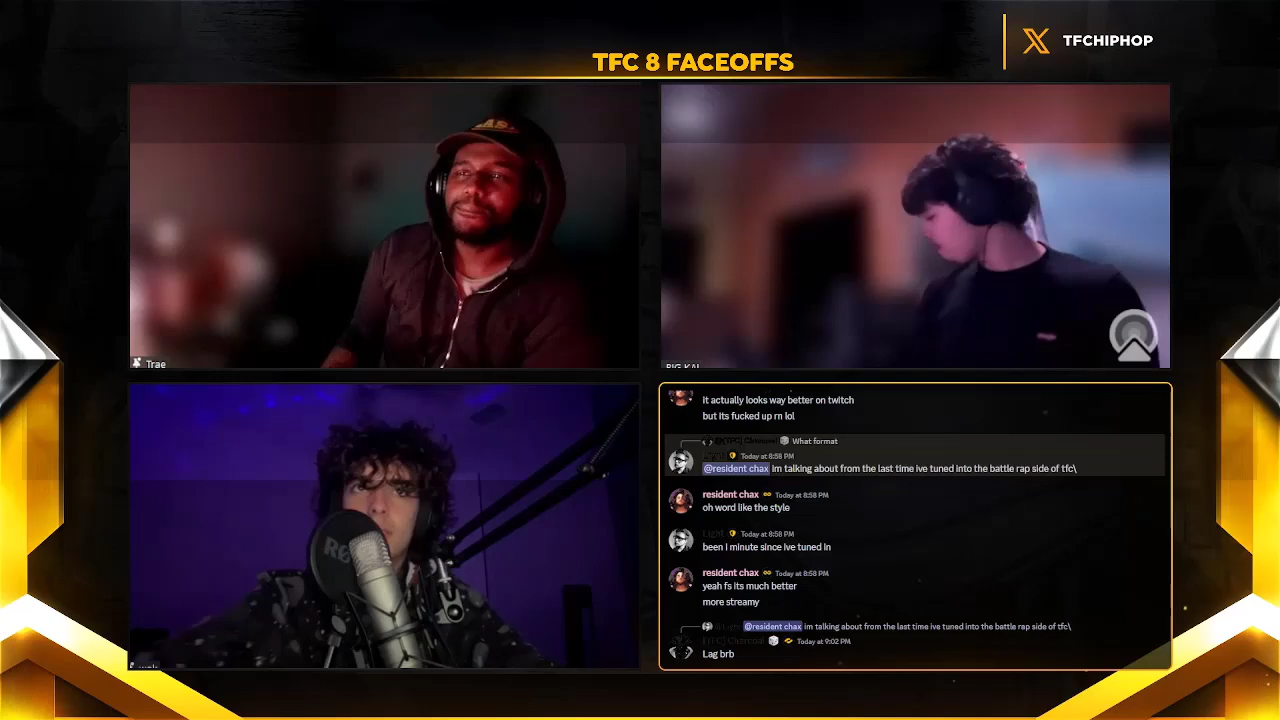 TFCHIPHOP
TFC 8 FACEOFFS
Trae
BIG KAI
it actually looks way better on twitch
but its fucked up rn lol
What format
Today at 8:58 PM
@resident chax im talking about from the last time ive tuned into the battle rap side of tfc\
resident chax Today at 8:58 PM
oh word like the style
Light Today at 8:58 PM
been l minute since ive tuned in
resident chax Today at 8:58 PM
yeah fs its much better
more streamy
@resident chax im talking about from the last time ive tuned into the battle rap side of tfc\
Today at 9:02 PM
Lag brb
RØ